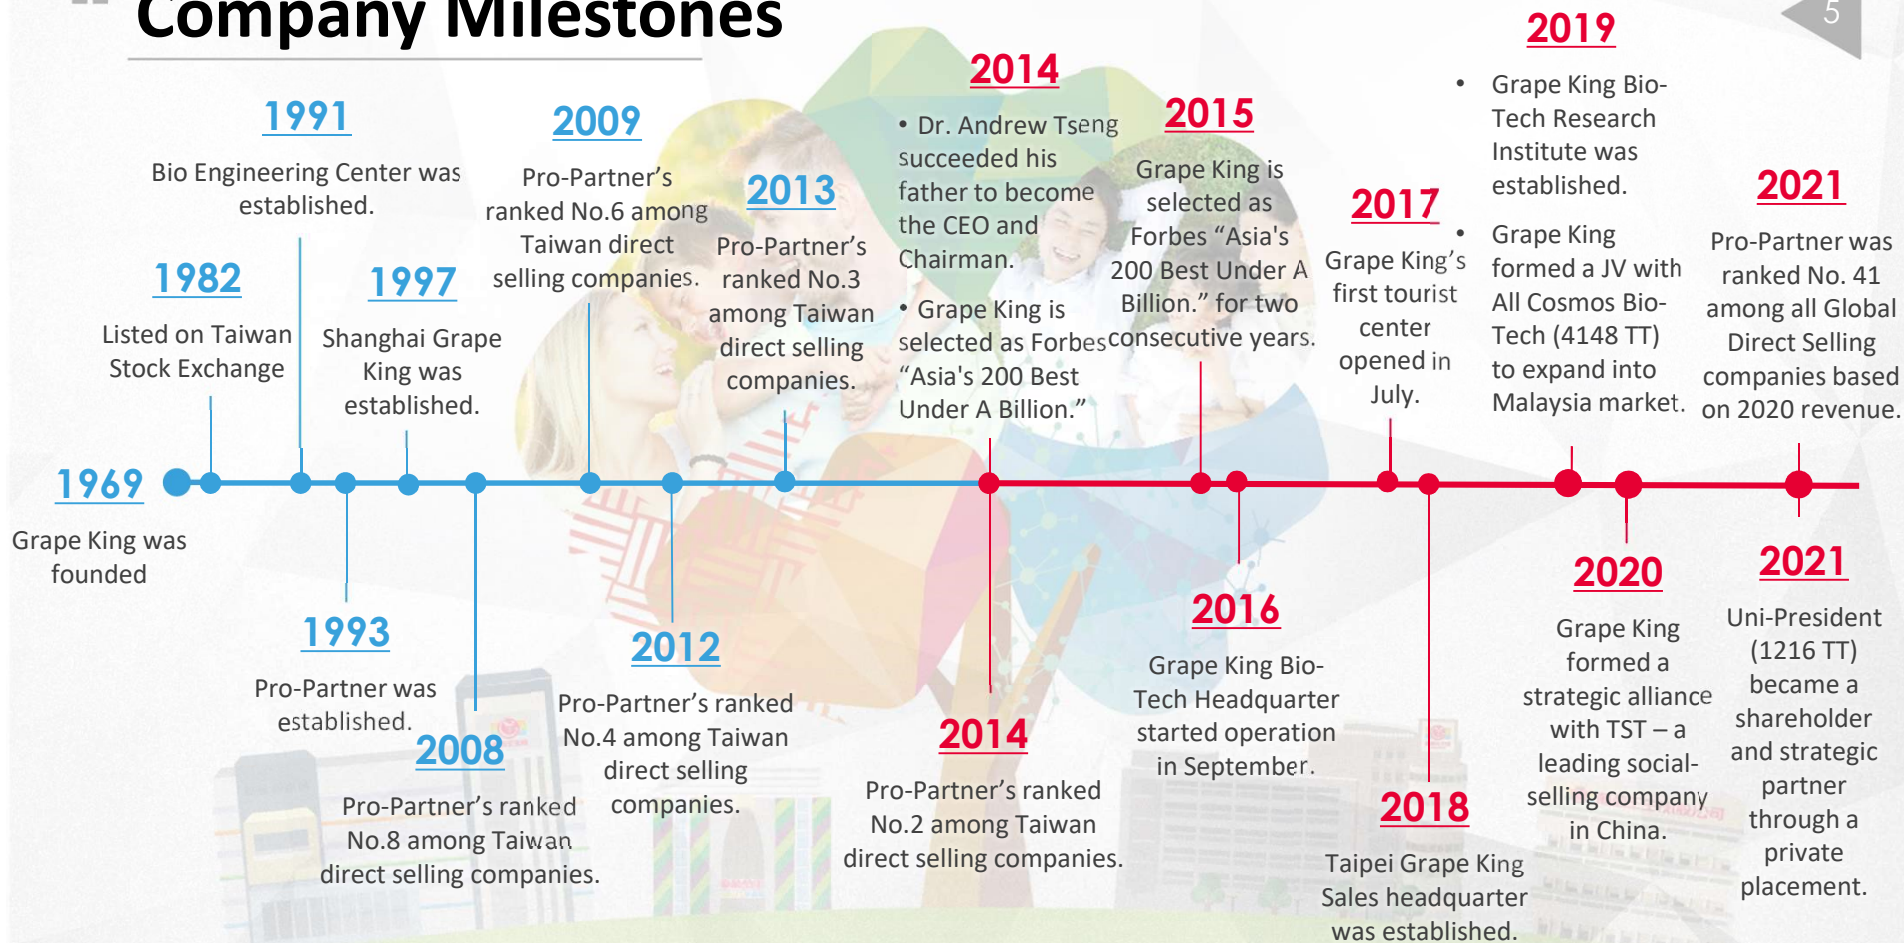 Company Milestones
5
1969
Grape King was
founded
1982
Listed on Taiwan
Stock Exchange
1991
Bio Engineering Center was
established.
1993
Pro-Partner was
established.
1997
Shanghai Grape
King was
established.
2008
Pro-Partner’s ranked
No.8 among Taiwan
direct selling companies.
2009
Pro-Partner’s
ranked No.6 among
Taiwan direct
selling companies.
2012
Pro-Partner’s ranked
No.4 among Taiwan
direct selling
companies.
2013
Pro-Partner’s
ranked No.3
among Taiwan
direct selling
companies.
2014
• Dr. Andrew Tseng
succeeded his
father to become
the CEO and
Chairman.
• Grape King is
selected as Forbes
“Asia's 200 Best
Under A Billion.”
2014
Pro-Partner’s ranked
No.2 among Taiwan
direct selling companies.
2015
Grape King is
selected as
Forbes “Asia's
200 Best Under A
Billion.” for two
consecutive years.
2016
Grape King Bio-
Tech Headquarter
started operation
in September.
2017
Grape King’s
first tourist
center
opened in
July.
2018
Taipei Grape King
Sales headquarter
was established.
2019
• Grape King Bio-
Tech Research
Institute was
established.
• Grape King
formed a JV with
All Cosmos Bio-
Tech (4148 TT)
to expand into
Malaysia market.
2020
Grape King
formed a
strategic alliance
with TST – a
leading social-
selling company
in China.
2021
Pro-Partner was
ranked No. 41
among all Global
Direct Selling
companies based
on 2020 revenue.
2021
Uni-President
(1216 TT)
became a
shareholder
and strategic
partner
through a
private
placement.